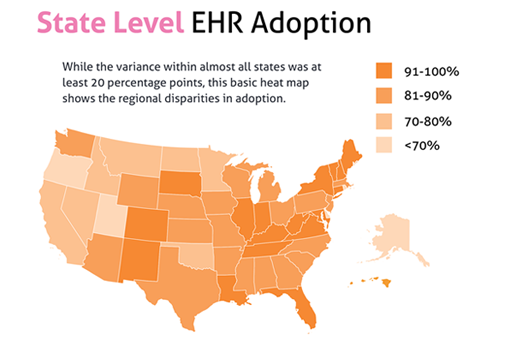 State Level EHR Adoption
While the variance within almost all states was at
least 20 percentage points, this basic heat map
shows the regional disparities in adoption.
91-100%
81-90%
70-80%
<70%